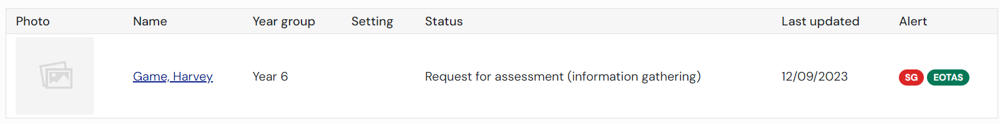 Photo Name Year group Setting Status Last updated Alert
Game, Harvey Year 6 Request for assessment (information gathering) 12/09/2023 SG EOTAS